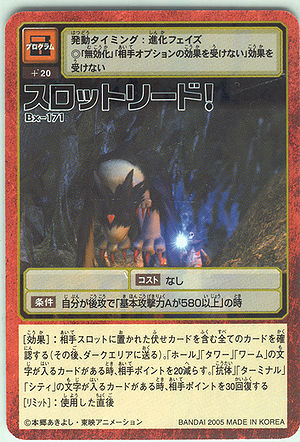 プログラム
+20
発動タイミング：進化フェイズ
◎「無効化」「相手オプションの効果を受けない」効果を
受けない
スロットリード！
Bx-171
コスト なし
条件 自分が後攻で「基本攻撃力Aが580以上」の時
[効果]：相手スロットに置かれた伏せカードを含む全てのカードを確
認する（その後、ダークエリアに送る）。「ホール」「タワー」「ワーム」の文
字が入るカードがある時、相手ポイントを20減らす。「抗体」「ターミナル」
「シティ」の文字が入るカードがある時、相手ポイントを30回復する
[リミット]：使用した直後
©本郷あきよし・東映アニメーション
BANDAI 2005 MADE IN KOREA